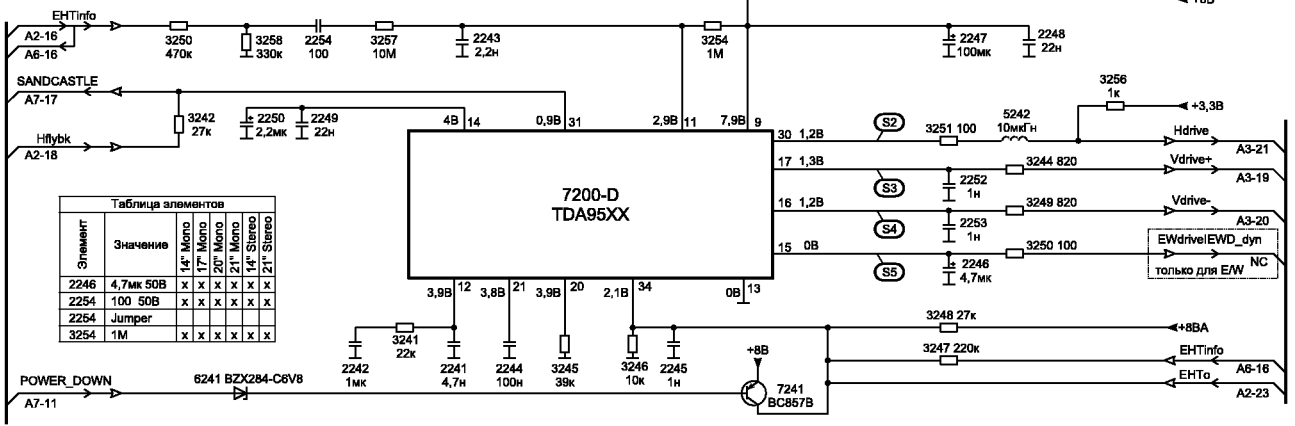 +8В
EHTinfo
A2-16
A6-16
3250
470к
3258
330к
2254
100
3257
10М
2243
2,2н
3254
1М
2247
100мк
2248
22н
SANDCASTLE
A7-17
3242
27к
2250
2,2мк
2249
22н
Hflybk
A2-18
4В 14
0,9В 31
2,9В 11
7,9В 9
3256
1к
+3,3В
30 1,2В
S2
3251 100
5242
10мкГн
Hdrive
A3-21
17 1,3В
S3
2252
1н
3244 820
Vdrive+
A3-19
7200-D
TDA95XX
16 1,2В
S4
2253
1н
3249 820
Vdrive-
A3-20
15 0В
S5
2246
4,7мк
3250 100
EWdrivelEWD_dyn
NC
только для E/W
Таблица элементов
Элемент Значение 14" Mono 17" Mono 20" Mono 21" Mono 14" Stereo 21" Stereo
2246 4,7мк 50В x x x x x x
2254 100 50В x x x x x x
2254 Jumper
3254 1М x x x x x x
3,9В 12
3,8В 21
3,9В 20
2,1В 34
0В 13
2242
1мк
3241
22к
2241
4,7н
2244
100н
3245
39к
3246
10к
2245
1н
3248 27к
+8ВА
3247 220к
EHTinfo
A6-16
EHTo
A2-23
+8В
7241
BC857B
POWER_DOWN
A7-11
6241 BZX284-C6V8